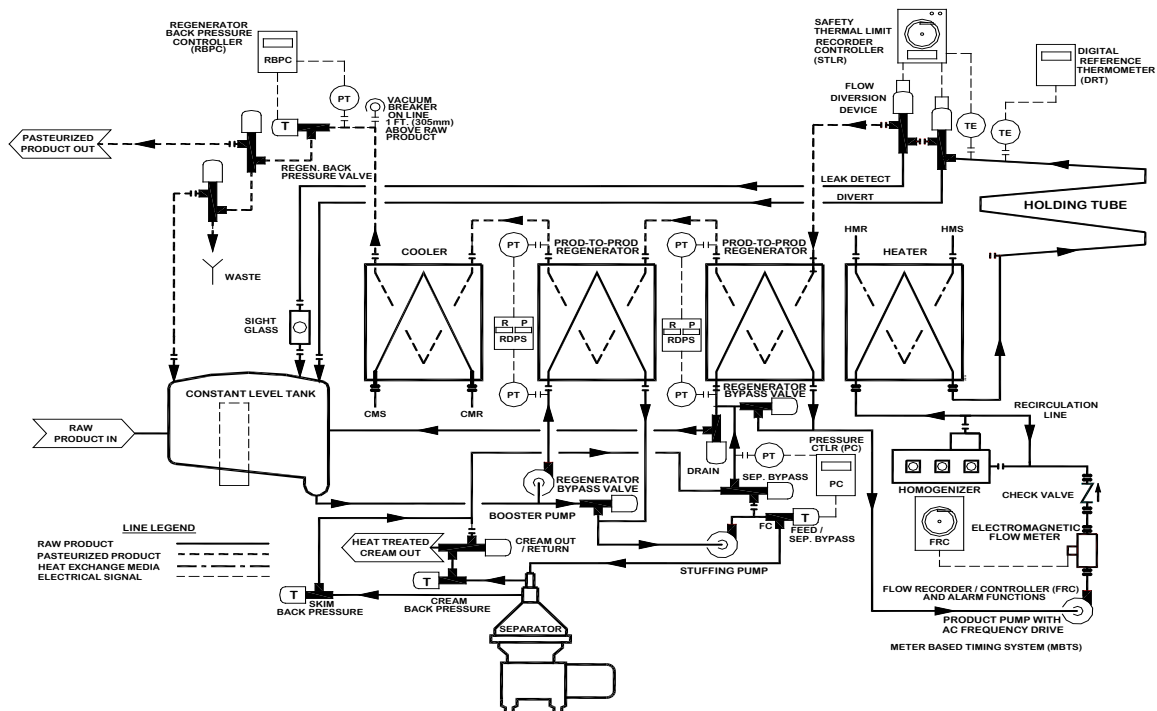 REGENERATOR
BACK PRESSURE
CONTROLLER
(RBPC)
RBPC
PT
VACUUM
BREAKER
ON LINE
1 FT. (305mm)
ABOVE RAW
PRODUCT
T
PASTEURIZED
PRODUCT OUT
REGEN. BACK
PRESSURE VALVE
WASTE
SAFETY
THERMAL LIMIT
RECORDER
CONTROLLER
(STLR)
FLOW
DIVERSION
DEVICE
DIGITAL
REFERENCE
THERMOMETER
(DRT)
TE
TE
LEAK DETECT
DIVERT
HOLDING TUBE
COOLER
PT
PROD-TO-PROD
REGENERATOR
PT
PROD-TO-PROD
REGENERATOR
HMR
HMS
HEATER
SIGHT
GLASS
R P
RDPS
R P
RDPS
PT
PT
CMS
CMR
CONSTANT LEVEL TANK
RAW
PRODUCT IN
REGENERATOR
BYPASS VALVE
RECIRCULATION
LINE
DRAIN
PT
PRESSURE
CTLR (PC)
PC
SEP. BYPASS
FC
T
FEED /
SEP. BYPASS
REGENERATOR
BYPASS VALVE
BOOSTER PUMP
STUFFING PUMP
HOMOGENIZER
CHECK VALVE
FRC
ELECTROMAGNETIC
FLOW METER
LINE LEGEND
RAW PRODUCT
PASTEURIZED PRODUCT
HEAT EXCHANGE MEDIA
ELECTRICAL SIGNAL
HEAT TREATED
CREAM OUT
CREAM OUT
/ RETURN
T
CREAM
BACK PRESSURE
T
SKIM
BACK PRESSURE
SEPARATOR
FLOW RECORDER / CONTROLLER (FRC)
AND ALARM FUNCTIONS
PRODUCT PUMP WITH
AC FREQUENCY DRIVE
METER BASED TIMING SYSTEM (MBTS)